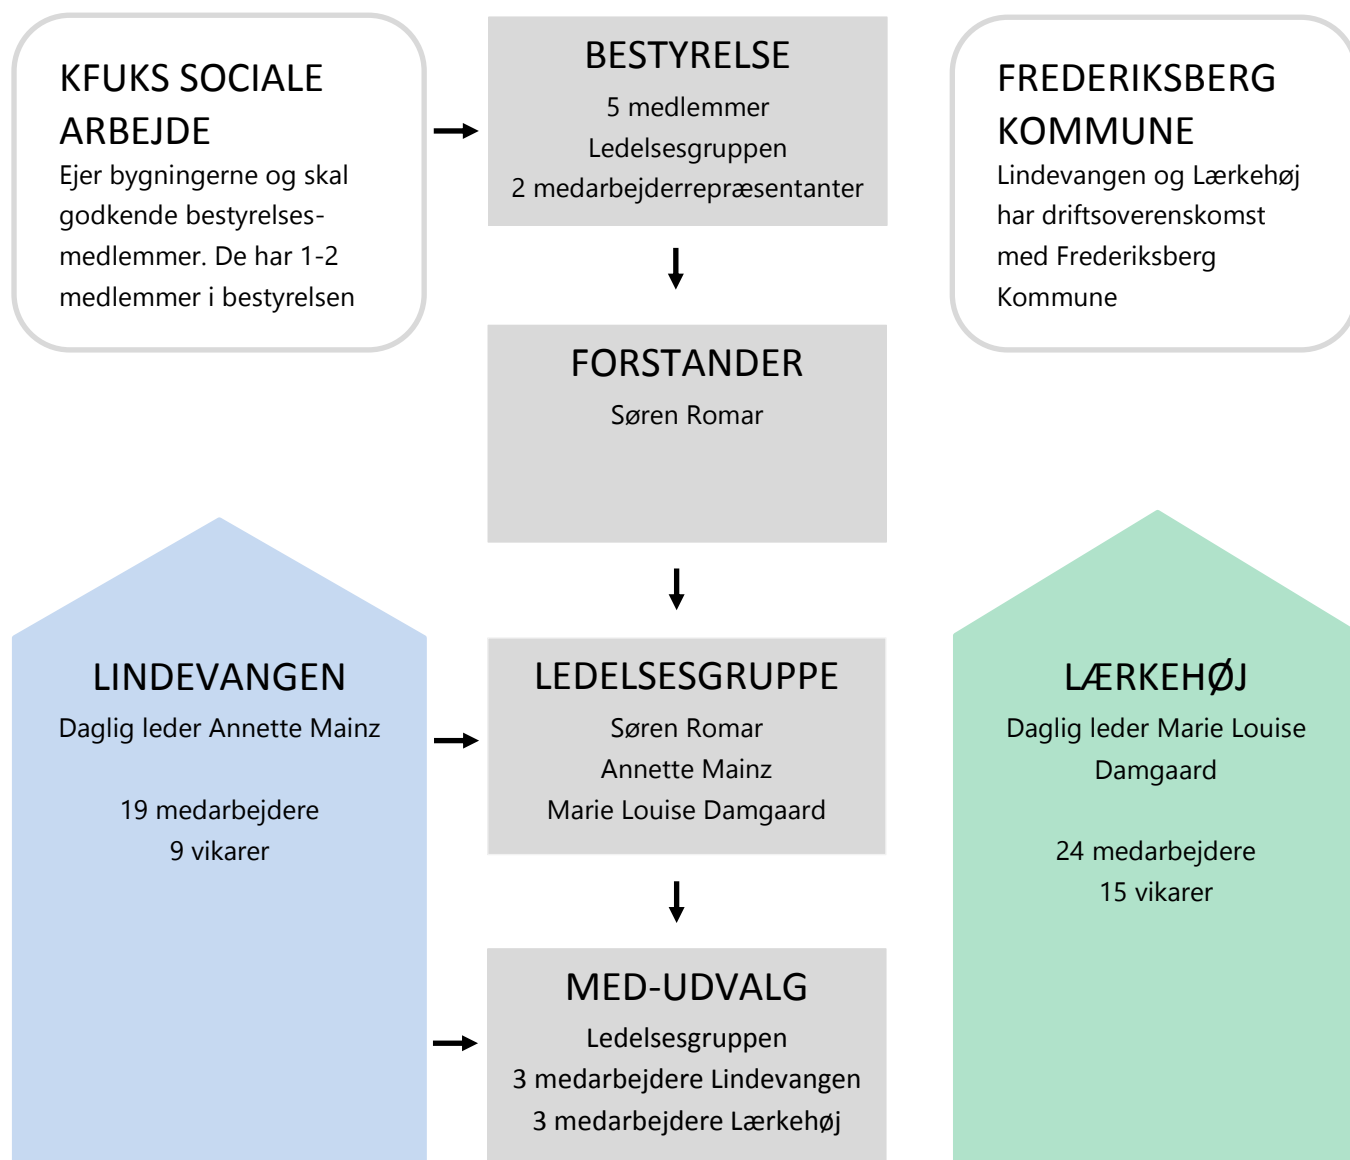 KFUKS SOCIALE
ARBEJDE
Ejer bygningerne og skal
godkende bestyrelses-
medlemmer. De har 1-2
medlemmer i bestyrelsen
BESTYRELSE
5 medlemmer
Ledelsesgruppen
2 medarbejderrepræsentanter
FREDERIKSBERG
KOMMUNE
Lindevangen og Lærkehøj
har driftsoverenskomst
med Frederiksberg
Kommune
FORSTANDER
Søren Romar
LINDEVANGEN
Daglig leder Annette Mainz
19 medarbejdere
9 vikarer
LEDELSESGRUPPE
Søren Romar
Annette Mainz
Marie Louise Damgaard
LÆRKEHØJ
Daglig leder Marie Louise
Damgaard
24 medarbejdere
15 vikarer
MED-UDVALG
Ledelsesgruppen
3 medarbejdere Lindevangen
3 medarbejdere Lærkehøj